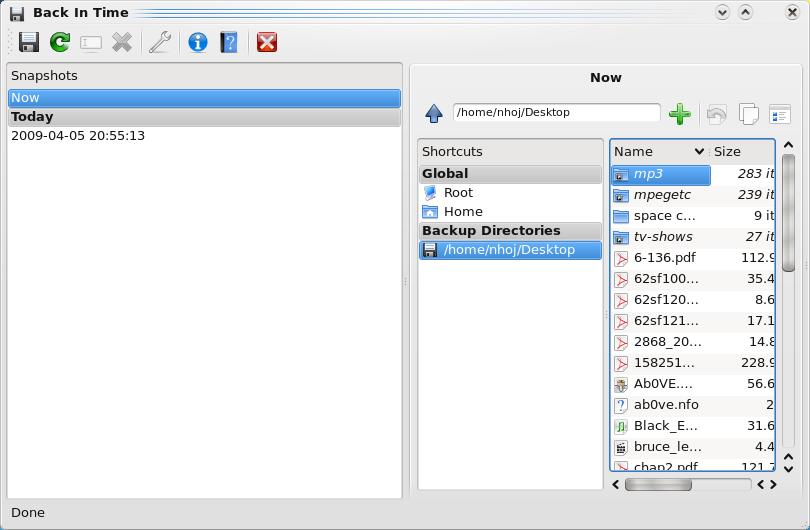 Back In Time
Snapshots
Now
Today
2009-04-05 20:55:13
Now
/home/nhoj/Desktop
Shortcuts
Global
Root
Home
Backup Directories
/home/nhoj/Desktop
Name Size
mp3 283 it
mpegetc 239 it
space c... 9 it
tv-shows 27 it
6-136.pdf 112.9
62sf100... 35.4
62sf120... 8.6
62sf121... 17.1
2868_20... 14.8
158251... 228.9
Ab0VE.... 56.6
ab0ve.nfo 2
Black_E... 31.6
bruce_le... 4.4
chap2.pdf 121.7
Done